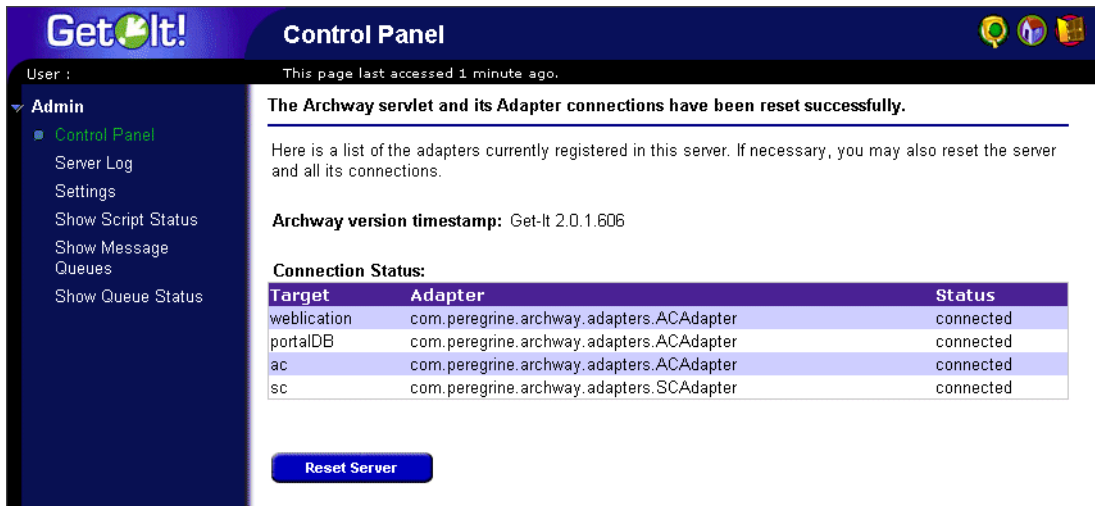 Get It!
Control Panel
User :
This page last accessed 1 minute ago.
Admin
Control Panel
Server Log
Settings
Show Script Status
Show Message
Queues
Show Queue Status
The Archway servlet and its Adapter connections have been reset successfully.
Here is a list of the adapters currently registered in this server. If necessary, you may also reset the server
and all its connections.
Archway version timestamp: Get-It 2.0.1.606
Connection Status:
Target Adapter Status
weblication com.peregrine.archway.adapters.ACAdapter connected
portalDB com.peregrine.archway.adapters.ACAdapter connected
ac com.peregrine.archway.adapters.ACAdapter connected
sc com.peregrine.archway.adapters.SCAdapter connected
Reset Server